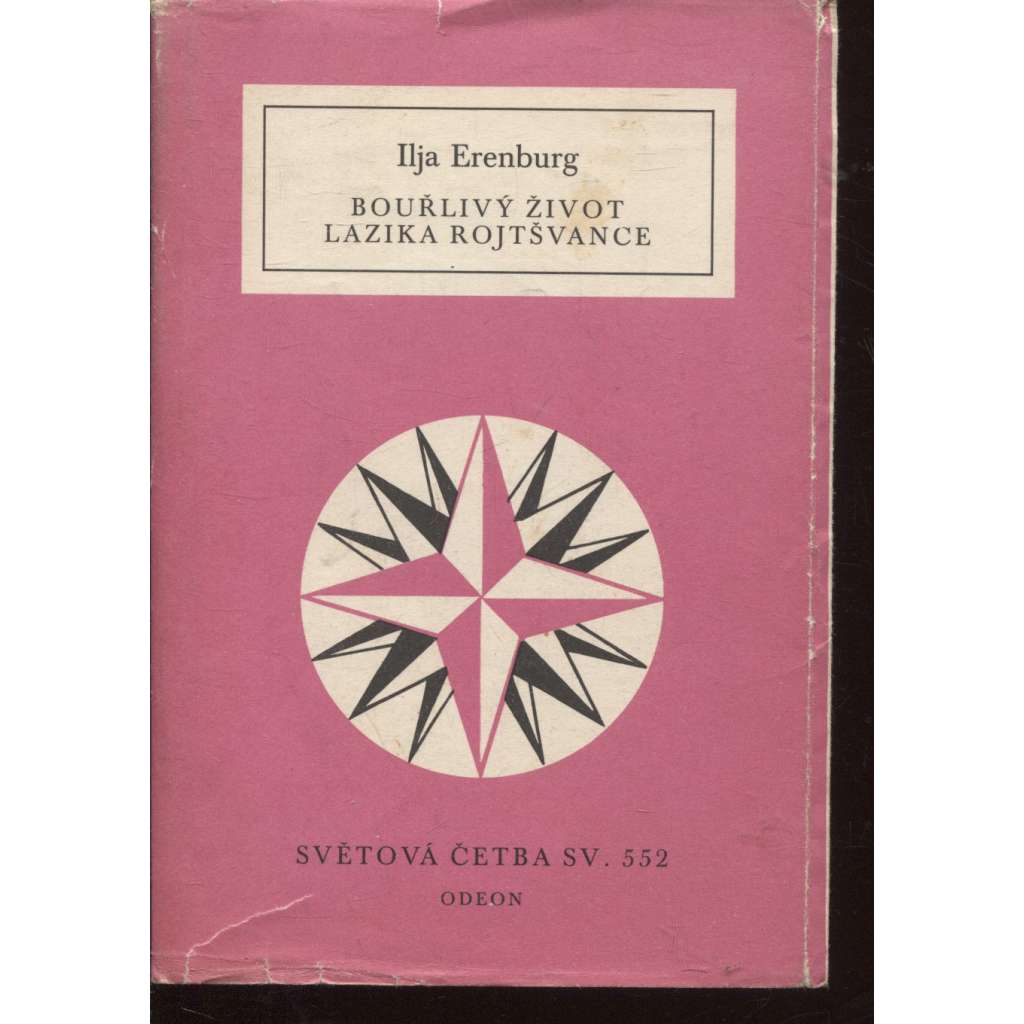 Ilja Erenburg
BOUŘLIVÝ ŽIVOT
LAZIKA ROJTŠVANCE
SVĚTOVÁ ČETBA SV. 552
ODEON